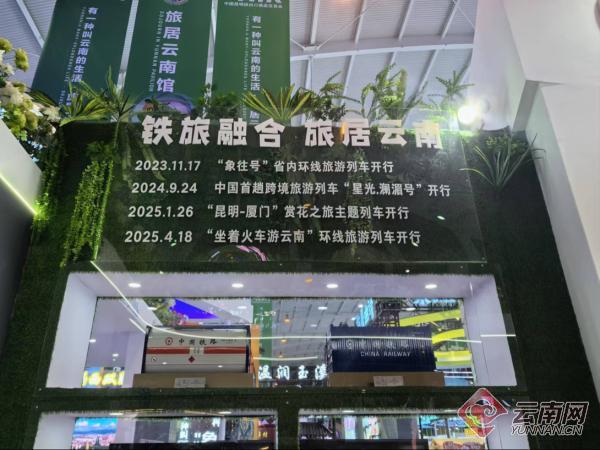 有一种叫云南的生活
旅居云南馆
有一种叫云南的生活
铁旅融合 旅居云南
2023.11.17 “象往号”省内环线旅游列车开行
2024.9.24 中国首趟跨境旅游列车“星光·澜湄号”开行
2025.1.26 “昆明-厦门”赏花之旅主题列车开行
2025.4.18 “坐着火车游云南”环线旅游列车开行
中国铁路
CHINA RAILWAY
温润玉溪
云南网
YUNNAN.CN